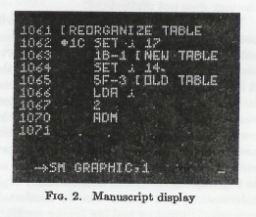 1061 [REORGANIZE TABLE
1062 #1C SET i 17
1063 1B-1 [NEW TABLE
1064 SET i 14
1065 5F-3 [OLD TABLE
1066 LDA i
1067 2
1070 ADM
1071 . .
→SM GRAPHIC,1 _
FIG. 2. Manuscript display